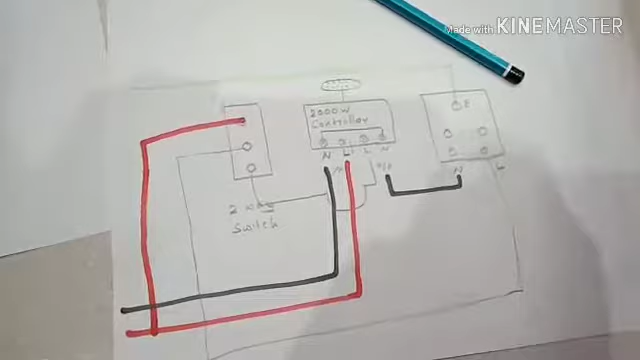 Made with KINEMASTER
2000W
Controller
E
N L L N
N L
2 way
Switch